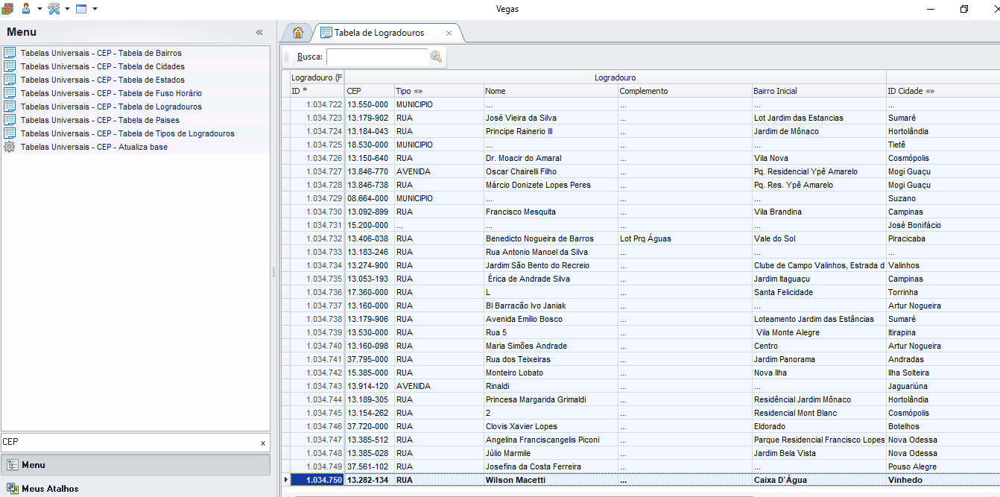 Vegas
Menu «
Tabela de Logradouros ×
Tabelas Universais - CEP - Tabela de Bairros
Tabelas Universais - CEP - Tabela de Cidades
Tabelas Universais - CEP - Tabela de Estados
Tabelas Universais - CEP - Tabela de Fuso Horário
Tabelas Universais - CEP - Tabela de Logradouros
Tabelas Universais - CEP - Tabela de Paises
Tabelas Universais - CEP - Tabela de Tipos de Logradouros
Tabelas Universais - CEP - Atualiza base
CEP x
Menu
Meus Atalhos
Busca:
Logradouro (F Logradouro
ID * CEP Tipo «» Nome Complemento Bairro Inicial ID Cidade «»
1.034.722 13.550-000 MUNICIPIO ... ... ... ...
1.034.723 13.179-902 RUA José Vieira da Silva ... Lot Jardim das Estancias Sumaré
1.034.724 13.184-043 RUA Principe Rainerio III ... Jardim de Mônaco Hortolândia
1.034.725 18.530-000 MUNICIPIO ... ... ... Tietê
1.034.726 13.150-640 RUA Dr. Moacir do Amaral ... Vila Nova Cosmópolis
1.034.727 13.846-770 AVENIDA Oscar Chairelli Filho ... Pq. Residencial Ypê Amarelo Mogi Guaçu
1.034.728 13.846-738 RUA Márcio Donizete Lopes Peres ... Pq. Res. Ypê Amarelo Mogi Guaçu
1.034.729 08.664-000 MUNICIPIO ... ... ... Suzano
1.034.730 13.092-899 RUA Francisco Mesquita ... Vila Brandina Campinas
1.034.731 15.200-000 ... ... ... ... José Bonifácio
1.034.732 13.406-038 RUA Benedicto Nogueira de Barros Lot Prq Águas Vale do Sol Piracicaba
1.034.733 13.183-246 RUA Rua Antonio Manoel da Silva ... ... ...
1.034.734 13.274-900 RUA Jardim São Bento do Recreio ... Clube de Campo Valinhos, Estrada d Valinhos
1.034.735 13.053-193 RUA Érica de Andrade Silva ... Jardim Itaguaçu Campinas
1.034.736 17.360-000 RUA L ... Santa Felicidade Torrinha
1.034.737 13.160-000 RUA Bl Barracão Ivo Janiak ... ... Artur Nogueira
1.034.738 13.179-906 RUA Avenida Emílio Bosco ... Loteamento Jardim das Estâncias Sumaré
1.034.739 13.530-000 RUA Rua 5 ... Vila Monte Alegre Itirapina
1.034.740 13.160-098 RUA Maria Simões Andrade ... Centro Artur Nogueira
1.034.741 37.795-000 RUA Rua dos Teixeiras ... Jardim Panorama Andradas
1.034.742 15.385-000 RUA Monteiro Lobato ... Nova Ilha Ilha Solteira
1.034.743 13.914-120 AVENIDA Rinaldi ... ... Jaguariúna
1.034.744 13.189-305 RUA Princesa Margarida Grimaldi ... Residêncial Jardim Mônaco Hortolândia
1.034.745 13.154-262 RUA 2 ... Residencial Mont Blanc Cosmópolis
1.034.746 37.720-000 RUA Clovis Xavier Lopes ... Eldorado Botelhos
1.034.747 13.385-512 RUA Angelina Franciscangelis Piconi ... Parque Residencial Francisco Lopes Nova Odessa
1.034.748 13.385-028 RUA Júlio Marmile ... Jardim Bela Vista Nova Odessa
1.034.749 37.561-102 RUA Josefina da Costa Ferreira ... ... Pouso Alegre
1.034.750 13.282-134 RUA Wilson Macetti ... Caixa D`Água Vinhedo